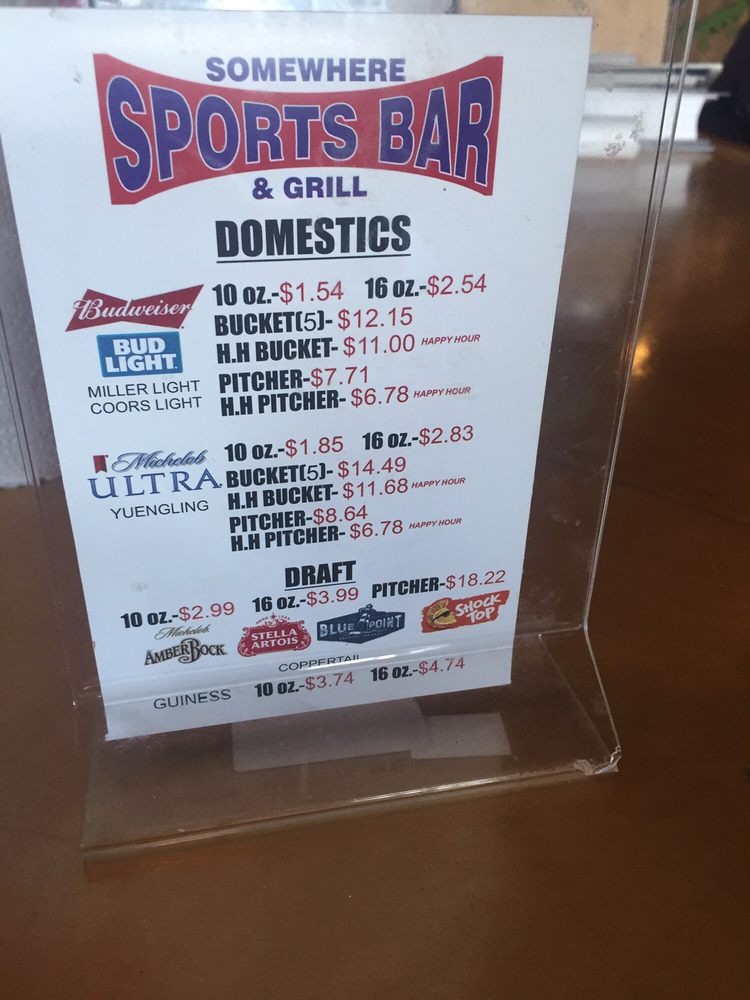 SOMEWHERE
SPORTS BAR
& GRILL
DOMESTICS
Budweiser
BUD LIGHT
MILLER LIGHT
COORS LIGHT
10 oz.-$1.54 16 oz.-$2.54
BUCKET(5)- $12.15
H.H BUCKET- $11.00 HAPPY HOUR
PITCHER-$7.71
H.H PITCHER- $6.78 HAPPY HOUR
Michelob
ULTRA
YUENGLING
10 oz.-$1.85 16 oz.-$2.83
BUCKET(5)- $14.49
H.H BUCKET- $11.68 HAPPY HOUR
PITCHER-$8.64
H.H PITCHER- $6.78 HAPPY HOUR
DRAFT
10 oz.-$2.99 16 oz.-$3.99 PITCHER-$18.22
Michelob
AMBERBOCK
STELLA
ARTOIS
BLUE POINT
SHOCK
TOP
COPPERTAIL
GUINESS 10 oz.-$3.74 16 oz.-$4.74